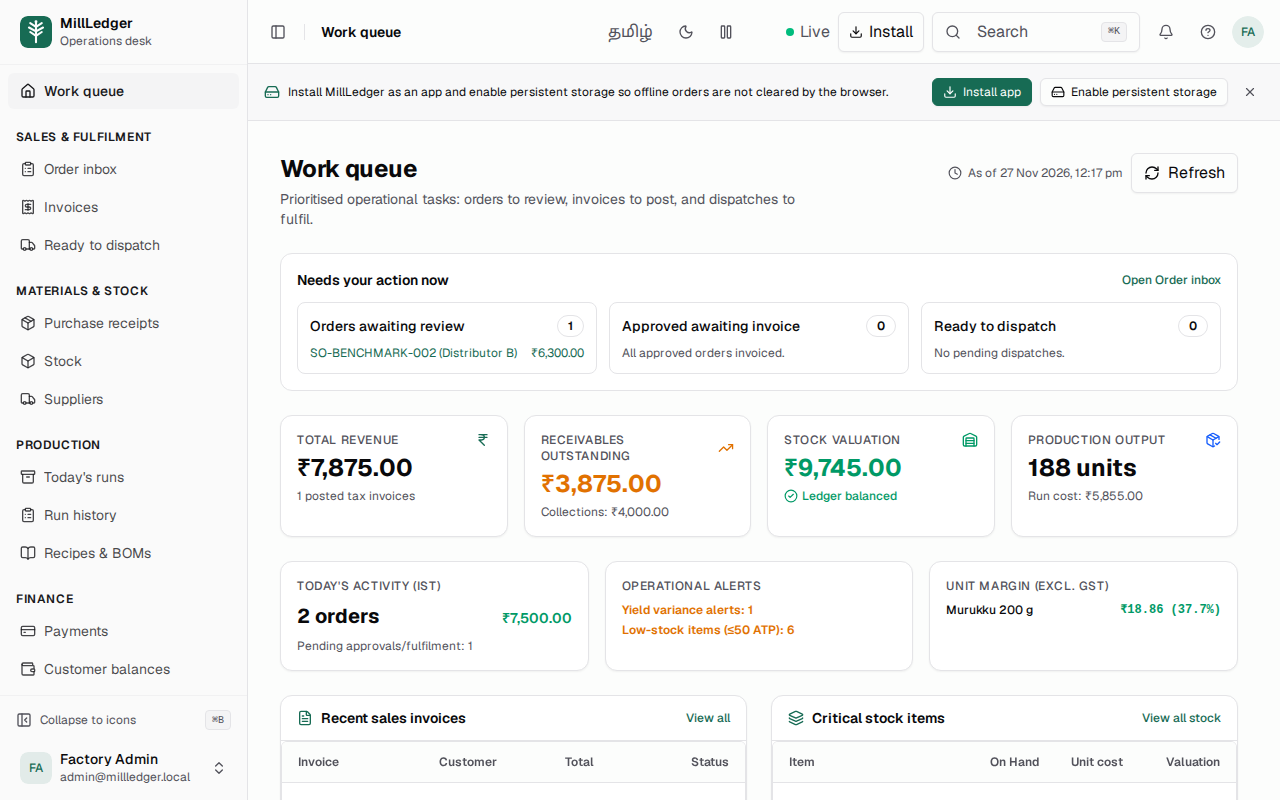 MillLedger
Operations desk
Work queue
SALES & FULFILMENT
Order inbox
Invoices
Ready to dispatch
MATERIALS & STOCK
Purchase receipts
Stock
Suppliers
PRODUCTION
Today's runs
Run history
Recipes & BOMs
FINANCE
Payments
Customer balances
Collapse to icons ⌘B
FA
Factory Admin
admin@millledger.local
Work queue
தமிழ்
Live
Install
Search ⌘K
FA
Install MillLedger as an app and enable persistent storage so offline orders are not cleared by the browser.
Install app
Enable persistent storage
Work queue
Prioritised operational tasks: orders to review, invoices to post, and dispatches to
fulfil.
As of 27 Nov 2026, 12:17 pm
Refresh
Needs your action now
Open Order inbox
Orders awaiting review 1
SO-BENCHMARK-002 (Distributor B) ₹6,300.00
Approved awaiting invoice 0
All approved orders invoiced.
Ready to dispatch 0
No pending dispatches.
TOTAL REVENUE
₹
₹7,875.00
1 posted tax invoices
RECEIVABLES
OUTSTANDING
₹3,875.00
Collections: ₹4,000.00
STOCK VALUATION
₹9,745.00
Ledger balanced
PRODUCTION OUTPUT
188 units
Run cost: ₹5,855.00
TODAY'S ACTIVITY (IST)
2 orders ₹7,500.00
Pending approvals/fulfilment: 1
OPERATIONAL ALERTS
Yield variance alerts: 1
Low-stock items (≤50 ATP): 6
UNIT MARGIN (EXCL. GST)
Murukku 200 g ₹18.86 (37.7%)
Recent sales invoices View all
Invoice Customer Total Status
Critical stock items View all stock
Item On Hand Unit cost Valuation